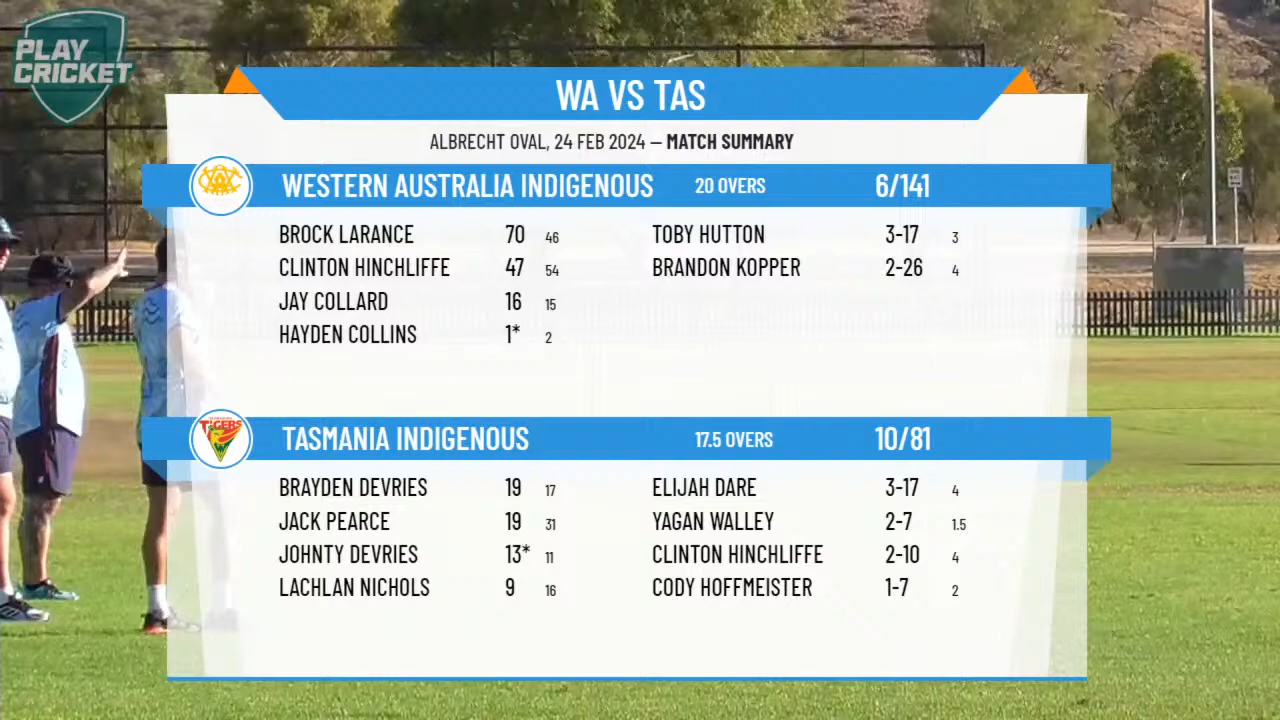 PLAY
CRICKET
WA VS TAS
ALBRECHT OVAL, 24 FEB 2024 – MATCH SUMMARY
WESTERN AUSTRALIA INDIGENOUS 20 OVERS 6/141
BROCK LARANCE 70 46 TOBY HUTTON 3-17 3
CLINTON HINCHLIFFE 47 54 BRANDON KOPPER 2-26 4
JAY COLLARD 16 15
HAYDEN COLLINS 1* 2
TIGERS
TASMANIA INDIGENOUS 17.5 OVERS 10/81
BRAYDEN DEVRIES 19 17 ELIJAH DARE 3-17 4
JACK PEARCE 19 31 YAGAN WALLEY 2-7 1.5
JOHNTY DEVRIES 13* 11 CLINTON HINCHLIFFE 2-10 4
LACHLAN NICHOLS 9 16 CODY HOFFMEISTER 1-7 2